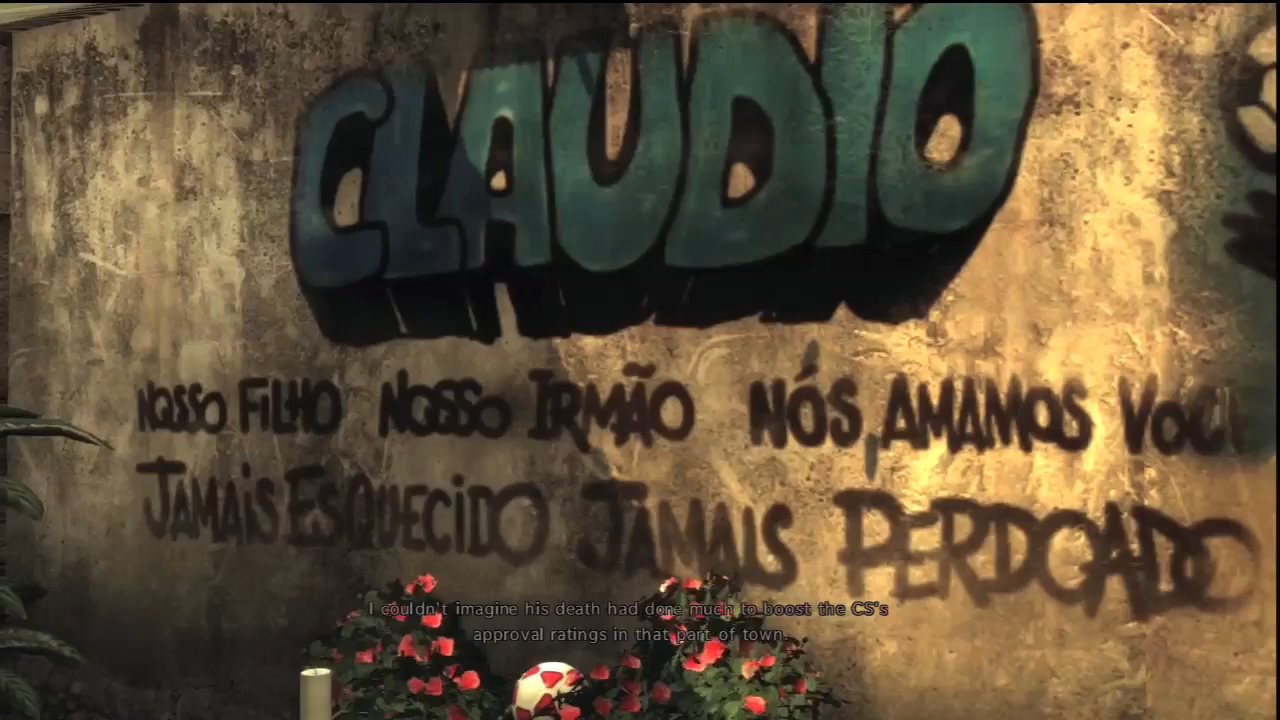 CLAUDIO
NOSSO FILHO NOSSO IRMÃO NÓS AMAMOS
JAMAIS ESQUECIDO JAMAIS PERDOADO
I couldn't imagine his death had done much to boost the CS's
approval ratings in that part of town.